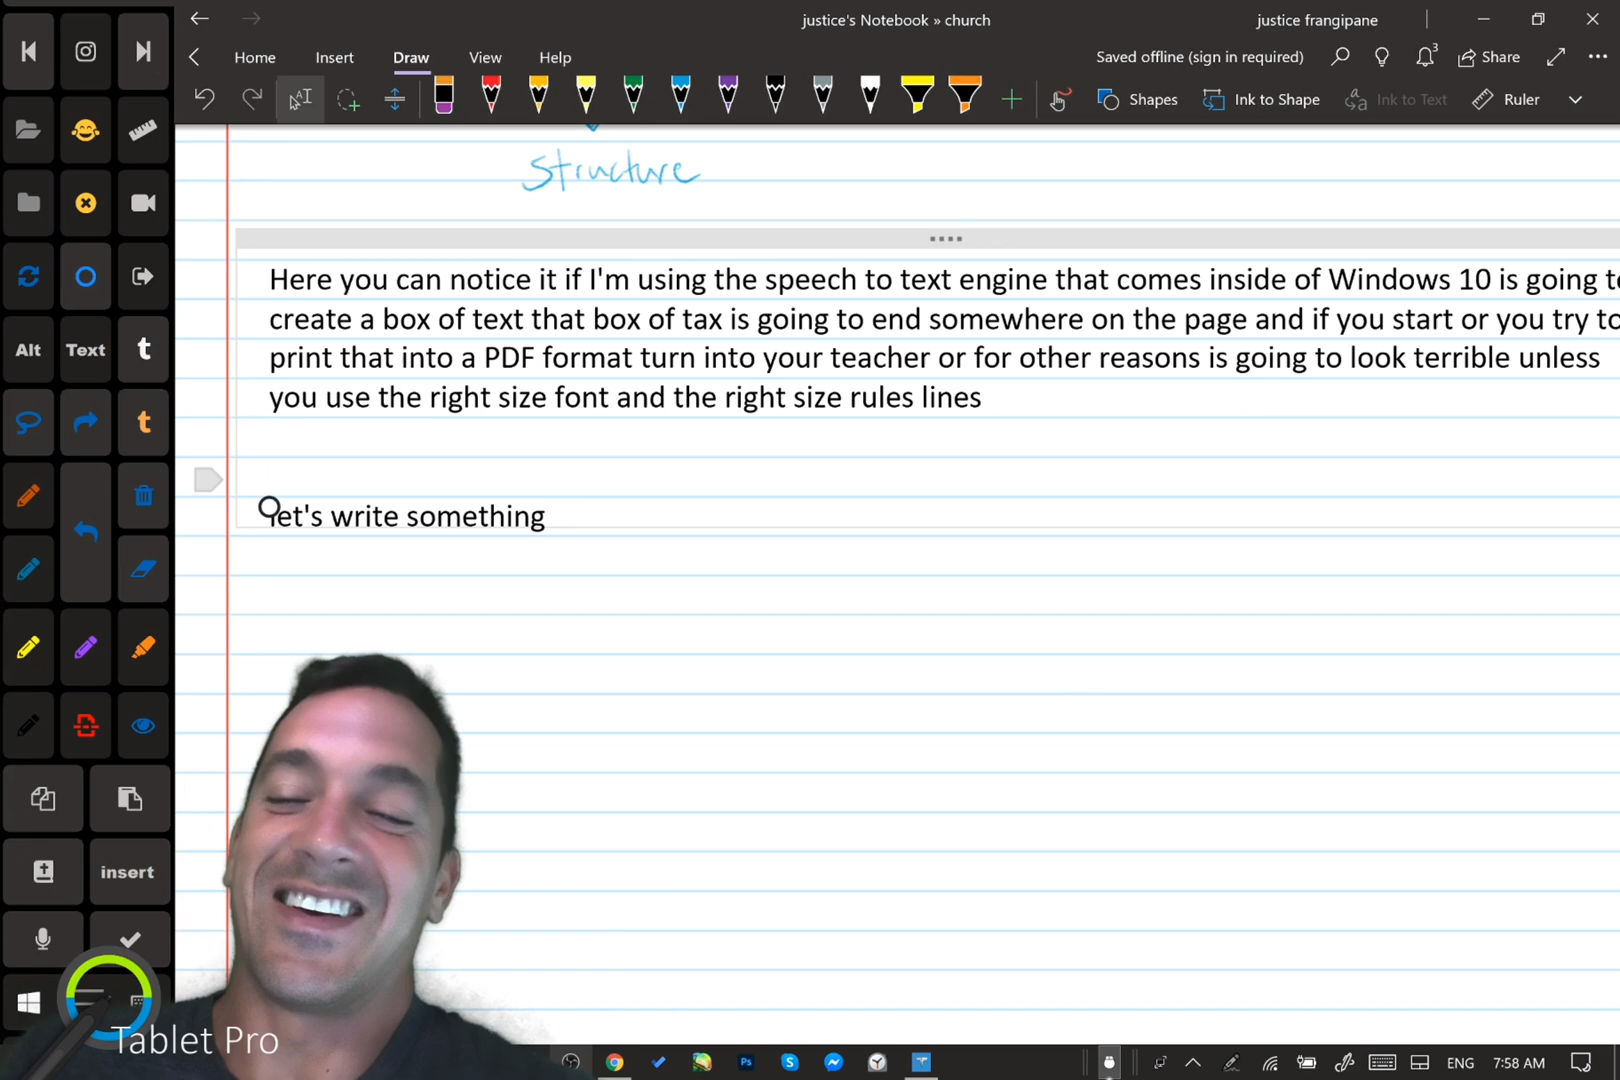 justice's Notebook » church
justice frangipane
Home Insert Draw View Help
Saved offline (sign in required)
3
Share
Shapes
Ink to Shape
Ink to Text
Ruler
Structure
Here you can notice it if I'm using the speech to text engine that comes inside of Windows 10 is going to
create a box of text that box of tax is going to end somewhere on the page and if you start or you try to
print that into a PDF format turn into your teacher or for other reasons is going to look terrible unless
you use the right size font and the right size rules lines
let's write something
Alt Text t
t
insert
Tablet Pro
Ps
ENG
7:58 AM